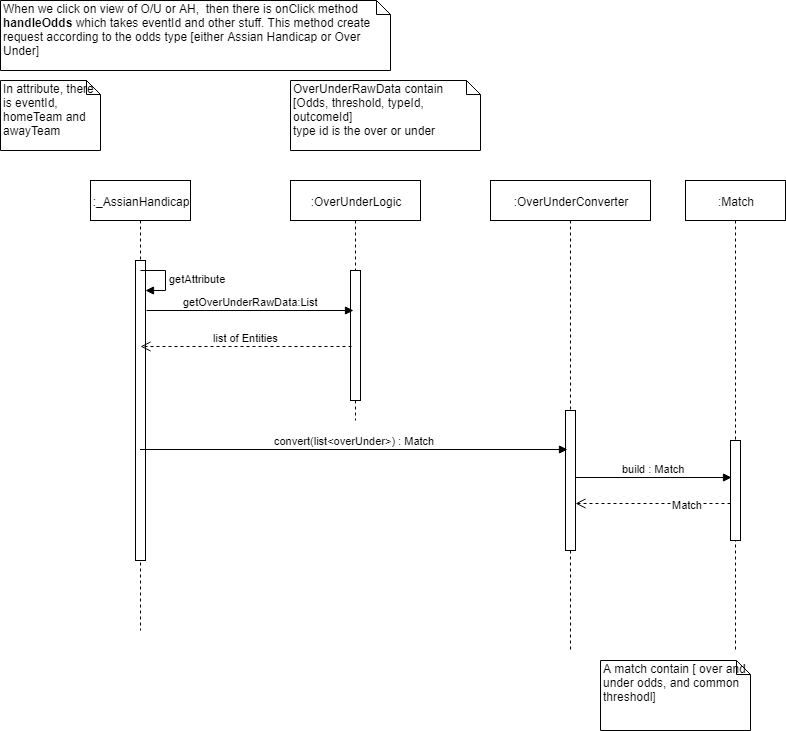 When we click on view of O/U or AH,  then there is onClick method
handleOdds which takes eventId and other stuff. This method create
request according to the odds type [either Assian Handicap or Over
Under]
In attribute, there
is eventId,
homeTeam and
awayTeam
OverUnderRawData contain
[Odds, threshold, typeId,
outcomeId]
type id is the over or under
:_AssianHandicap
:OverUnderLogic
:OverUnderConverter
:Match
getAttribute
getOverUnderRawData:List
list of Entities
convert(list<overUnder>) : Match
build : Match
Match
A match contain [ over and
under odds, and common
threshodl]